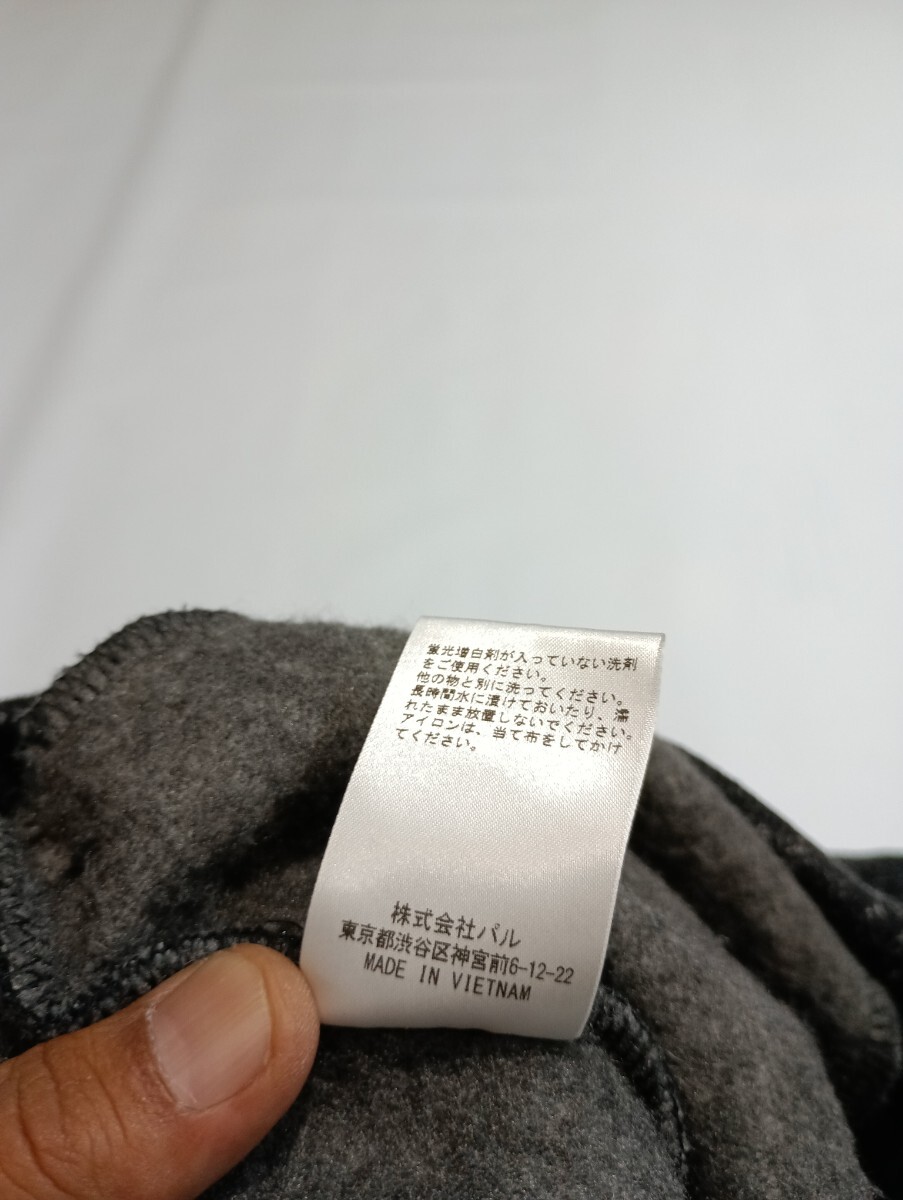 蛍光増白剤が入っていない洗剤
をご使用ください。
他の物と別に洗ってください。
長時間水に漬けておいたり、濡
れたまま放置しないでください。
アイロンは、当て布をしてかけ
てください。
株式会社パル
東京都渋谷区神宮前6-12-22
MADE IN VIETNAM